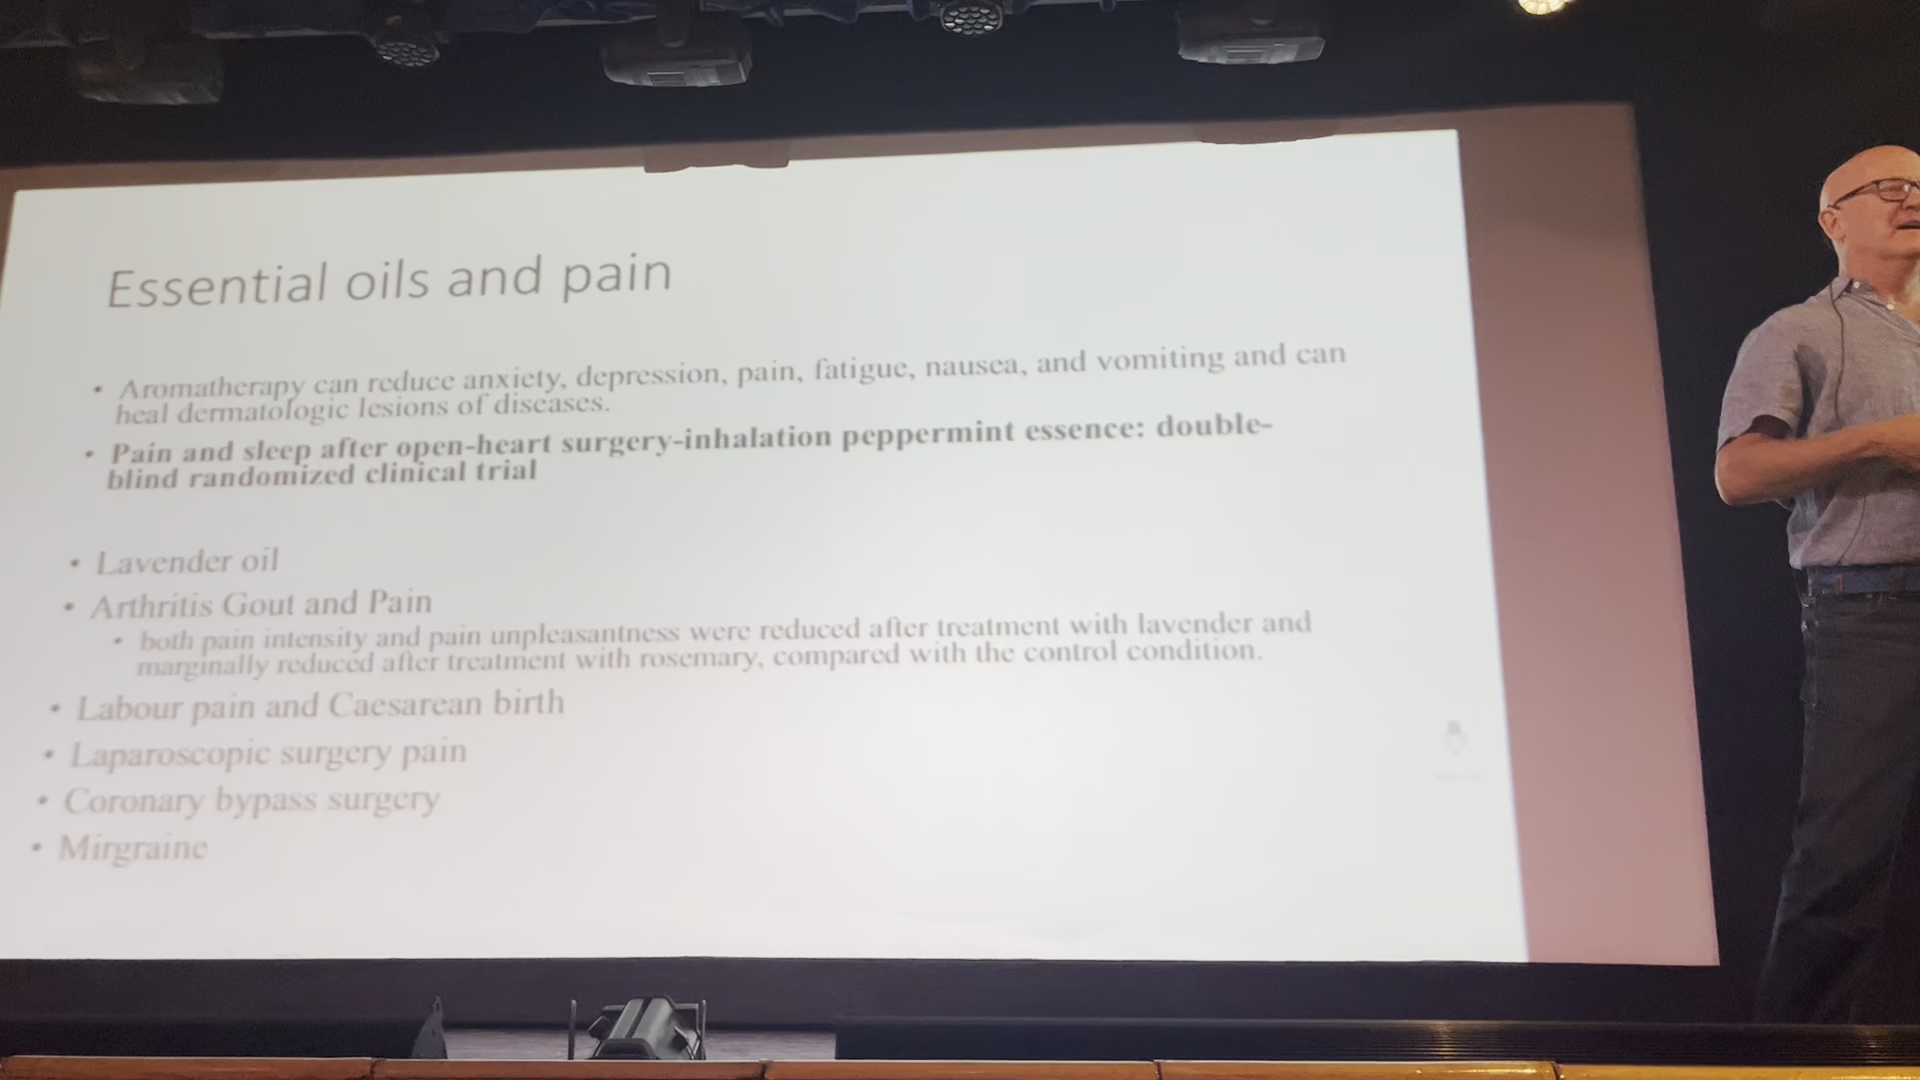 Essential oils and pain
• Aromatherapy can reduce anxiety, depression, pain, fatigue, nausea, and vomiting and can
heal dermatologic lesions of diseases.
• Pain and sleep after open-heart surgery-inhalation peppermint essence: double-
blind randomized clinical trial
• Lavender oil
• Arthritis Gout and Pain
• both pain intensity and pain unpleasantness were reduced after treatment with lavender and
marginally reduced after treatment with rosemary, compared with the control condition.
• Labour pain and Caesarean birth
• Laparoscopic surgery pain
• Coronary bypass surgery
• Mirgraine